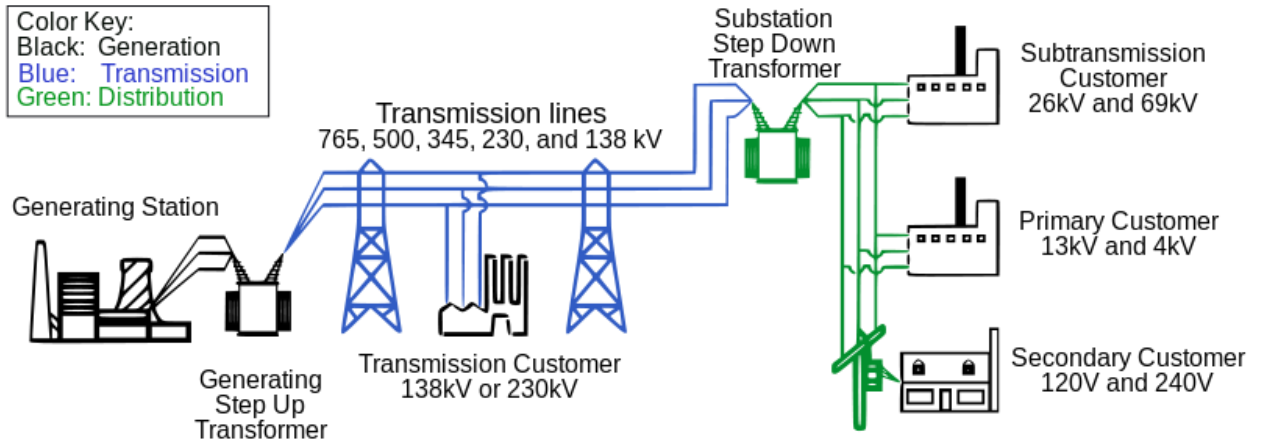 Color Key:
Black: Generation
Blue: Transmission
Green: Distribution
Substation
Step Down
Transformer
Subtransmission
Customer
26kV and 69kV
Transmission lines
765, 500, 345, 230, and 138 kV
Generating Station
Primary Customer
13kV and 4kV
Generating
Step Up
Transformer
Transmission Customer
138kV or 230kV
Secondary Customer
120V and 240V